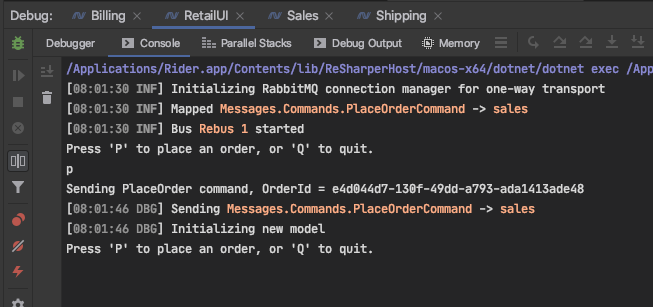 Debug: Billing × RetailUI × Sales × Shipping ×
Debugger Console Parallel Stacks Debug Output Memory
/Applications/Rider.app/Contents/lib/ReSharperHost/macos-x64/dotnet/dotnet exec /App
[08:01:30 INF] Initializing RabbitMQ connection manager for one-way transport
[08:01:30 INF] Mapped Messages.Commands.PlaceOrderCommand -> sales
[08:01:30 INF] Bus Rebus 1 started
Press 'P' to place an order, or 'Q' to quit.
p
Sending PlaceOrder command, OrderId = e4d044d7-130f-49dd-a793-ada1413ade48
[08:01:46 DBG] Sending Messages.Commands.PlaceOrderCommand -> sales
[08:01:46 DBG] Initializing new model
Press 'P' to place an order, or 'Q' to quit.